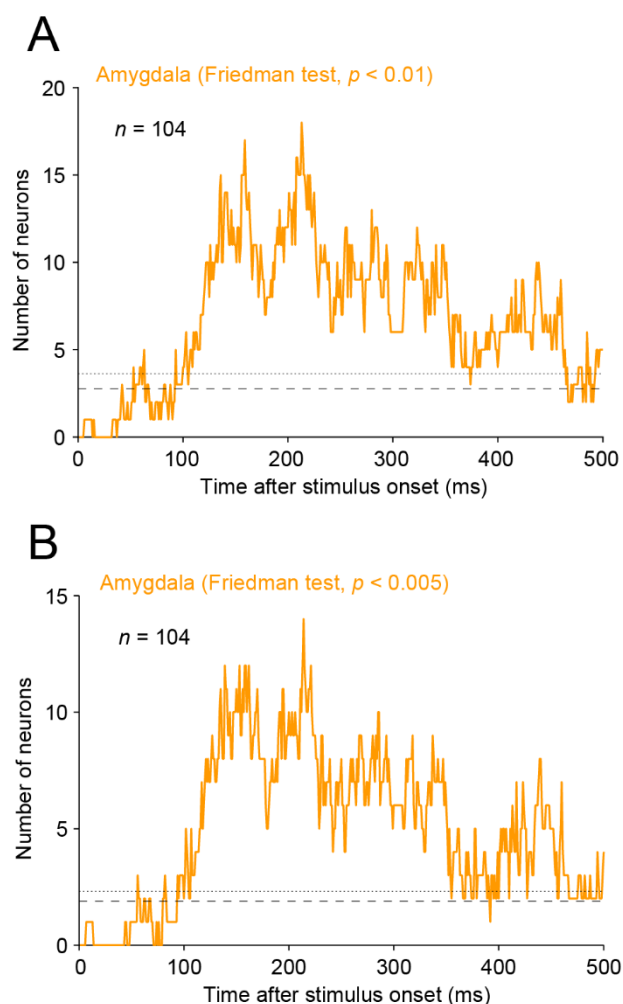 A
Amygdala (Friedman test, p < 0.01)
20
n = 104
15
10
5
0
Number of neurons
0 100 200 300 400 500
Time after stimulus onset (ms)
B
Amygdala (Friedman test, p < 0.005)
15
n = 104
10
5
0
Number of neurons
0 100 200 300 400 500
Time after stimulus onset (ms)